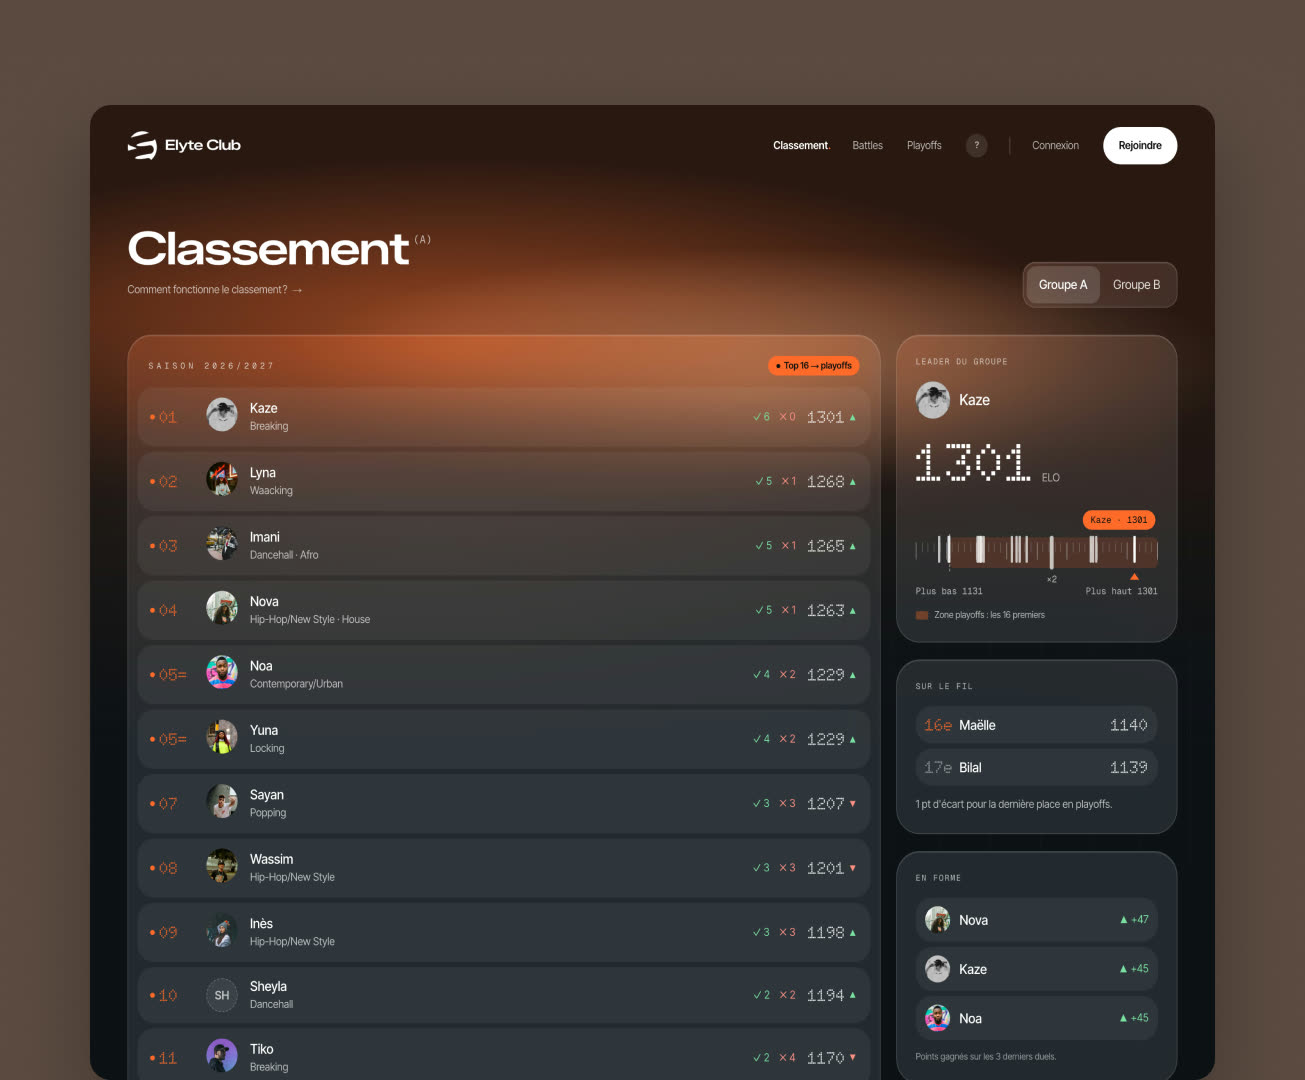 Elyte Club
Classement.
Battles
Playoffs
?
Connexion
Rejoindre
Classement (A)
Comment fonctionne le classement? →
Groupe A
Groupe B
SAISON 2026/2027
• Top 16 → playoffs
•01 Kaze ✓6 ×0 1301 ▲
Breaking
•02 Lyna ✓5 ×1 1268 ▲
Waacking
•03 Imani ✓5 ×1 1265 ▲
Dancehall · Afro
•04 Nova ✓5 ×1 1263 ▲
Hip-Hop/New Style · House
•05= Noa ✓4 ×2 1229 ▲
Contemporary/Urban
•05= Yuna ✓4 ×2 1229 ▲
Locking
•07 Sayan ✓3 ×3 1207 ▼
Popping
•08 Wassim ✓3 ×3 1201 ▼
Hip-Hop/New Style
•09 Inès ✓3 ×3 1198 ▲
Hip-Hop/New Style
•10 SH Sheyla ✓2 ×2 1194 ▲
Dancehall
•11 Tiko ✓2 ×4 1170 ▼
Breaking
LEADER DU GROUPE
Kaze
1301 ELO
Kaze · 1301
×2
Plus bas 1131
Plus haut 1301
Zone playoffs : les 16 premiers
SUR LE FIL
16e Maëlle 1140
17e Bilal 1139
1 pt d'écart pour la dernière place en playoffs.
EN FORME
Nova ▲ +47
Kaze ▲ +45
Noa ▲ +45
Points gagnés sur les 3 derniers duels.